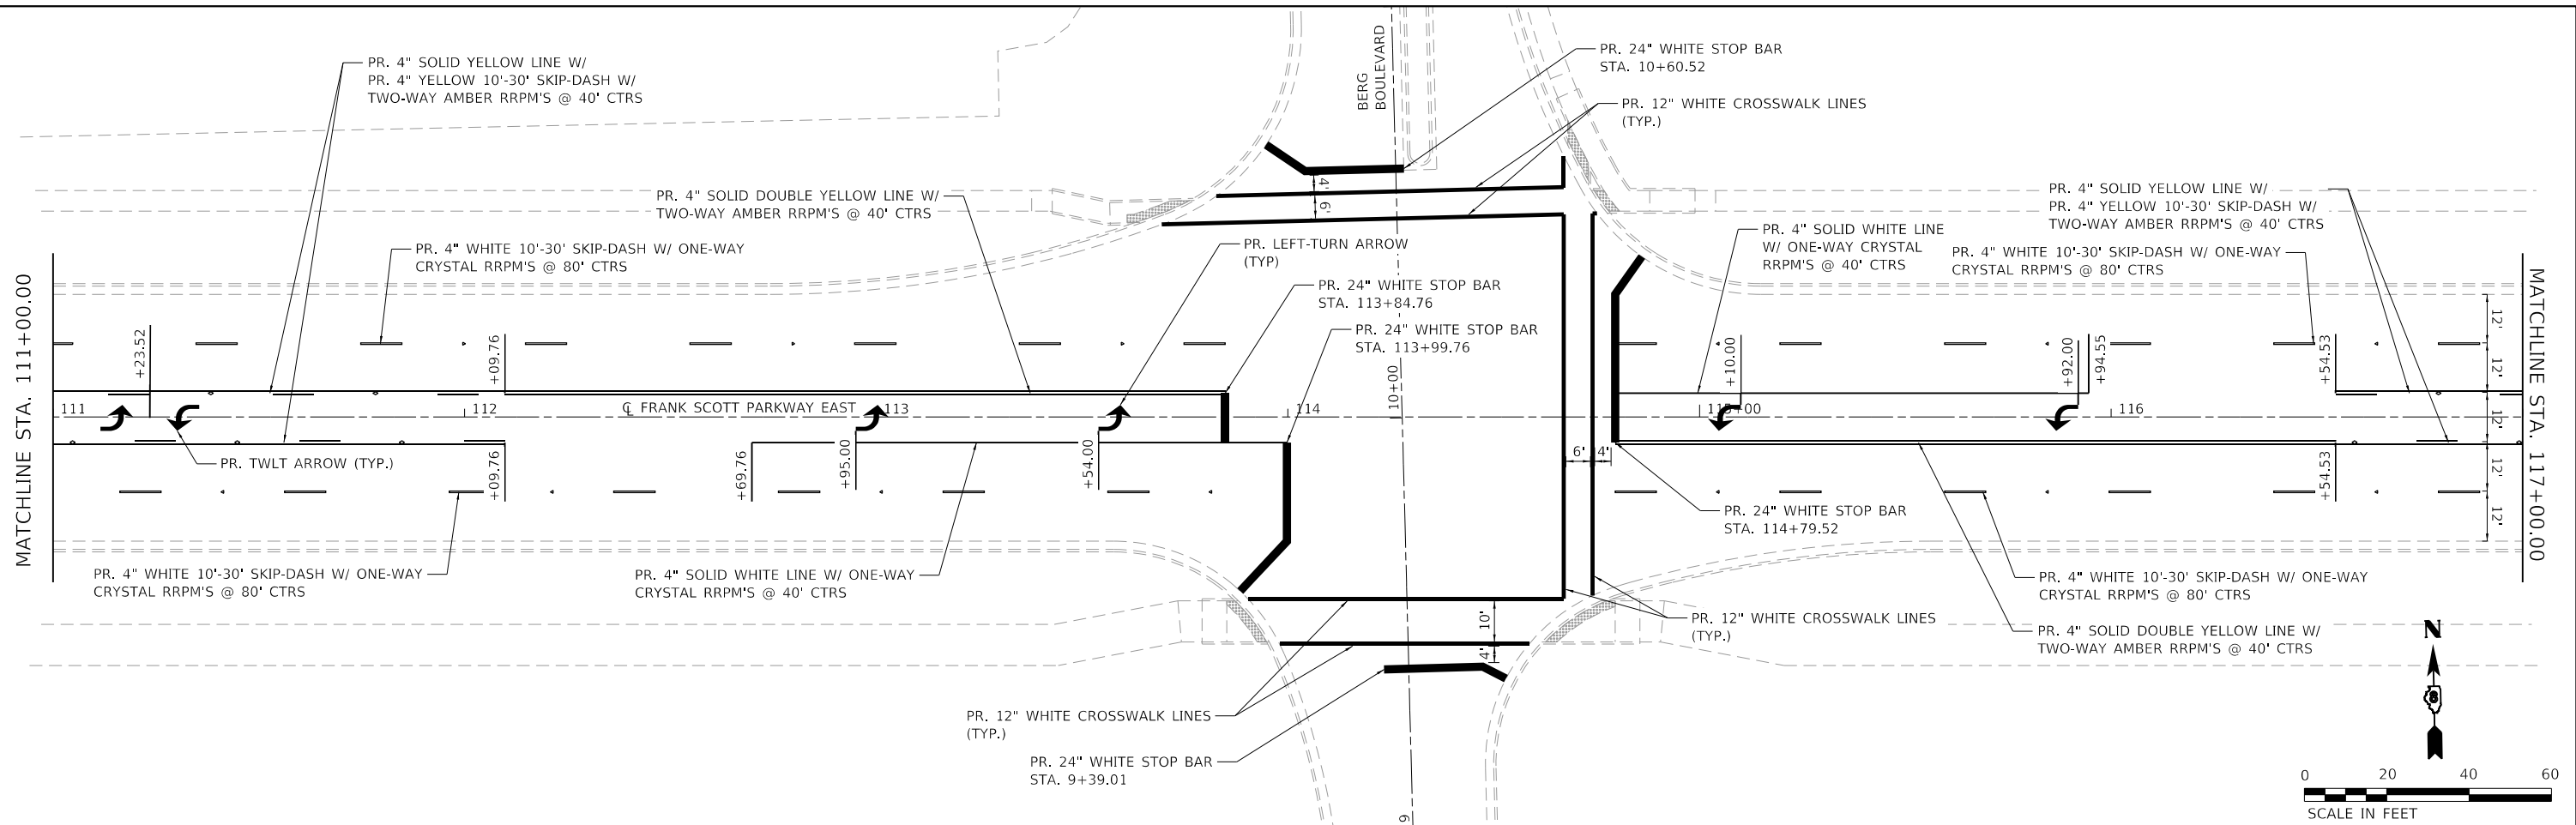 PR. 4" SOLID YELLOW LINE W/
PR. 4" YELLOW 10'-30' SKIP-DASH W/
TWO-WAY AMBER RRPM'S @ 40' CTRS
BERG
BOULEVARD
PR. 24" WHITE STOP BAR
STA. 10+60.52
PR. 12" WHITE CROSSWALK LINES
(TYP.)
PR. 4" SOLID DOUBLE YELLOW LINE W/
TWO-WAY AMBER RRPM'S @ 40' CTRS
4'
6'
PR. 4" SOLID YELLOW LINE W/
PR. 4" YELLOW 10'-30' SKIP-DASH W/
TWO-WAY AMBER RRPM'S @ 40' CTRS
PR. 4" WHITE 10'-30' SKIP-DASH W/ ONE-WAY
CRYSTAL RRPM'S @ 80' CTRS
PR. LEFT-TURN ARROW
(TYP)
PR. 4" SOLID WHITE LINE
W/ ONE-WAY CRYSTAL
RRPM'S @ 40' CTRS
PR. 4" WHITE 10'-30' SKIP-DASH W/ ONE-WAY
CRYSTAL RRPM'S @ 80' CTRS
PR. 24" WHITE STOP BAR
STA. 113+84.76
PR. 24" WHITE STOP BAR
STA. 113+99.76
MATCHLINE STA. 111+00.00
MATCHLINE STA. 117+00.00
+23.52
+09.76
10+00
+10.00
+92.00
+94.55
+54.53
12'
12'
12'
12'
12'
111
112
℄ FRANK SCOTT PARKWAY EAST
113
114
115+00
116
PR. TWLT ARROW (TYP.)
+09.76
+69.76
+95.00
+54.00
6'
4'
+54.53
PR. 24" WHITE STOP BAR
STA. 114+79.52
PR. 4" WHITE 10'-30' SKIP-DASH W/ ONE-WAY
CRYSTAL RRPM'S @ 80' CTRS
PR. 4" SOLID WHITE LINE W/ ONE-WAY
CRYSTAL RRPM'S @ 40' CTRS
PR. 4" WHITE 10'-30' SKIP-DASH W/ ONE-WAY
CRYSTAL RRPM'S @ 80' CTRS
10'
4'
PR. 12" WHITE CROSSWALK LINES
(TYP.)
PR. 4" SOLID DOUBLE YELLOW LINE W/
TWO-WAY AMBER RRPM'S @ 40' CTRS
N
8
PR. 12" WHITE CROSSWALK LINES
(TYP.)
PR. 24" WHITE STOP BAR
STA. 9+39.01
9
0 20 40 60
SCALE IN FEET